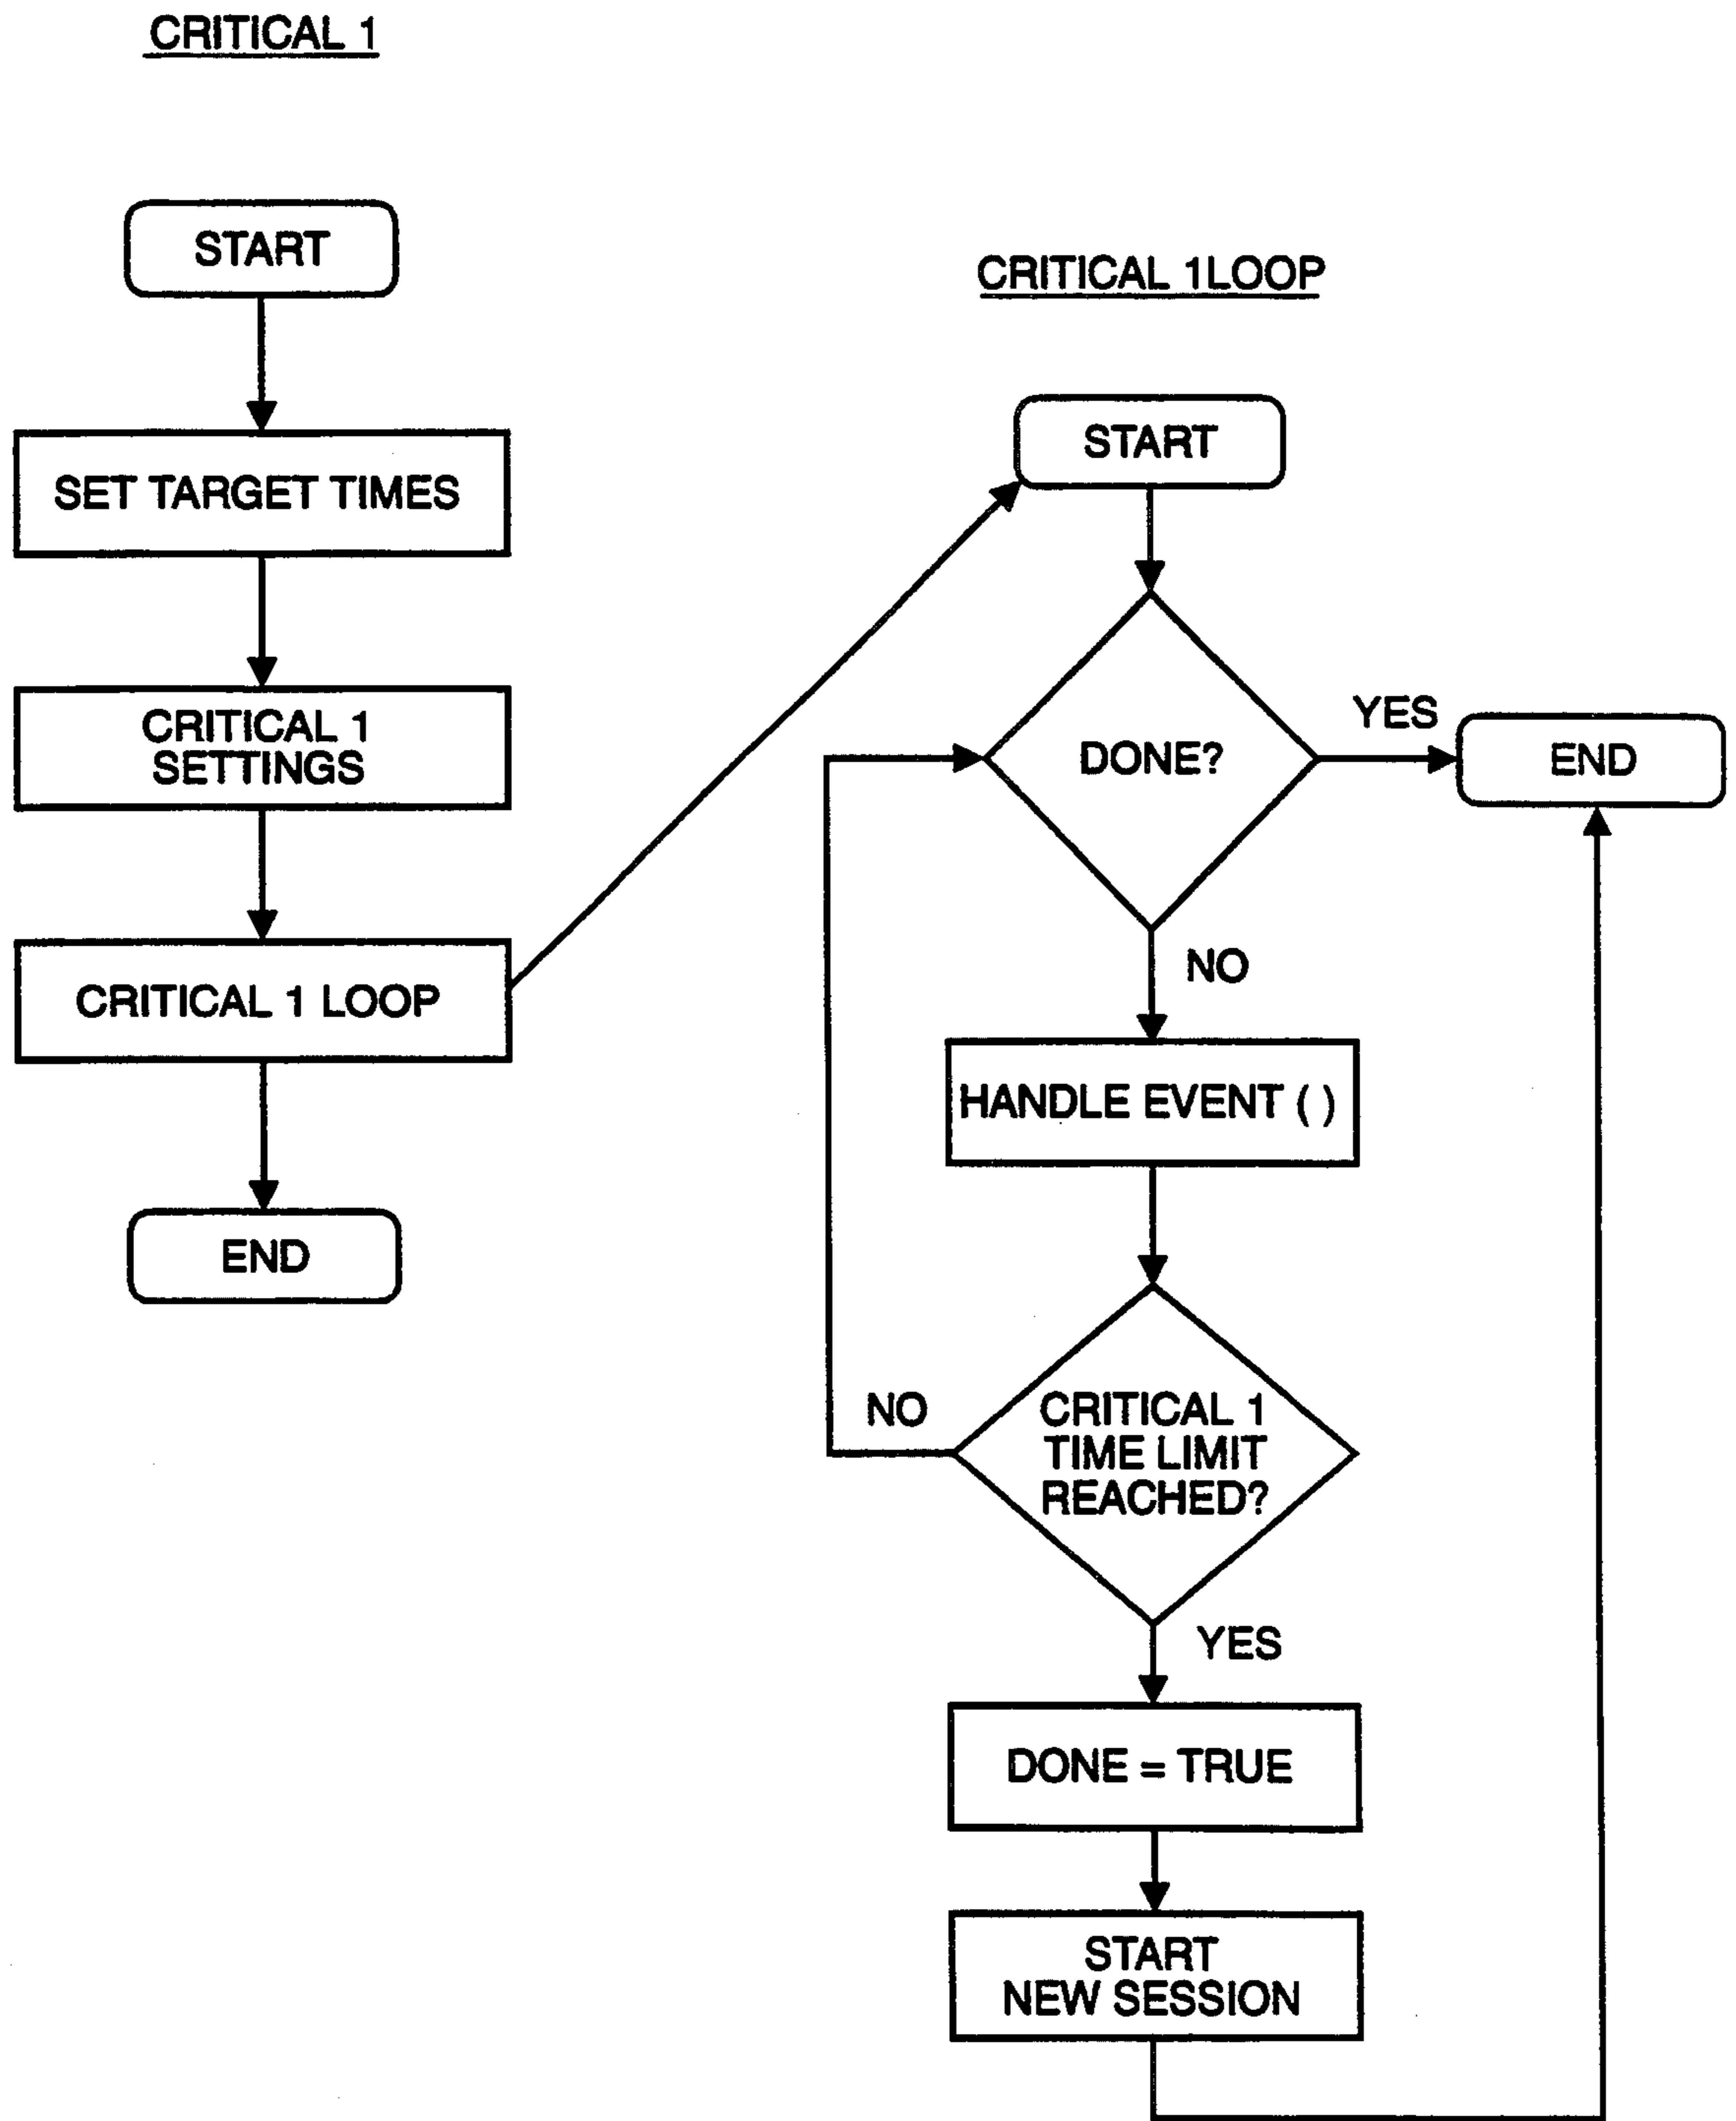 CRITICAL 1
START
SET TARGET TIMES
CRITICAL 1
SETTINGS
CRITICAL 1 LOOP
END
CRITICAL 1LOOP
START
DONE?
YES
END
NO
HANDLE EVENT ( )
NO
CRITICAL 1
TIME LIMIT
REACHED?
YES
DONE = TRUE
START
NEW SESSION